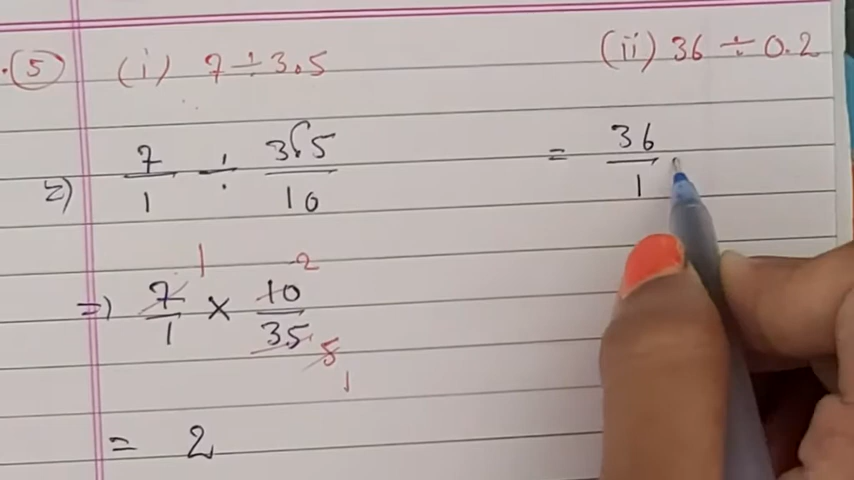 .(5) (i) 7 ÷ 3.5 (ii) 36 ÷ 0.2
7/1 ÷ 35/10 = 36/1
=) 7/1 × 10/35 1 2 5 1
= 2